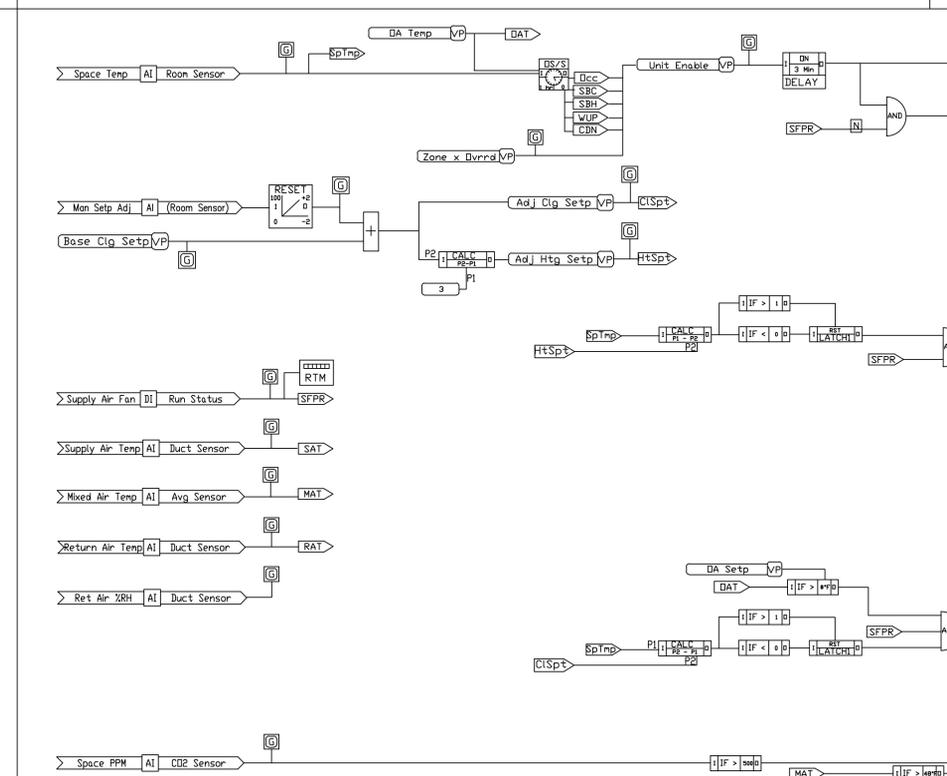 OA Temp VP OAT
G
SpTmp
Space Temp AI Room Sensor
OS/S
Occ
SBC
SBH
WUP
CDN
Unit Enable VP
G
I ON
3 Min
DELAY
AND
SFPR N
G
Zone x Ovrrd VP
Man Setp Adj AI (Room Sensor)
RESET
100 +2
I O
0 -2
G
Base Clg Setp VP
G
+
Adj Clg Setp VP
G
ClSpt
P2 I CALC O
P2-P1
P1
3
Adj Htg Setp VP
G
HtSpt
I IF > 1 O
SpTmp I CALC O
P1 - P2
P2
HtSpt
I IF < 0 O
I RST O
LATCH1
SFPR
RTM
G
Supply Air Fan DI Run Status
SFPR
G
Supply Air Temp AI Duct Sensor
SAT
G
Mixed Air Temp AI Avg Sensor
MAT
G
Return Air Temp AI Duct Sensor
RAT
G
Ret Air %RH AI Duct Sensor
OA Setp VP
OAT I IF > O
I IF > 1 O
SFPR
SpTmp P1 I CALC O
P2 - P1
P2
ClSpt
I IF < 0 O
I RST O
LATCH1
G
Space PPM AI CO2 Sensor
I IF > 500 O
MAT I IF >